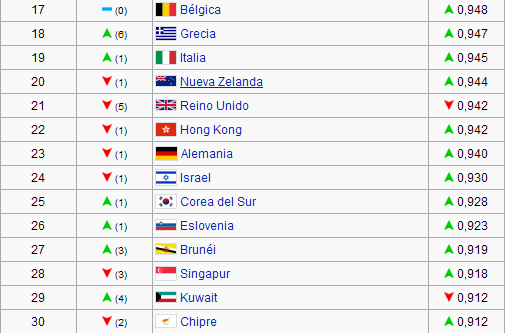 17 (0) Bélgica 0,948
18 (6) Grecia 0,947
19 (1) Italia 0,945
20 (1) Nueva Zelanda 0,944
21 (5) Reino Unido 0,942
22 (1) Hong Kong 0,942
23 (1) Alemania 0,940
24 (1) Israel 0,930
25 (1) Corea del Sur 0,928
26 (1) Eslovenia 0,923
27 (3) Brunéi 0,919
28 (3) Singapur 0,918
29 (4) Kuwait 0,912
30 (2) Chipre 0,912